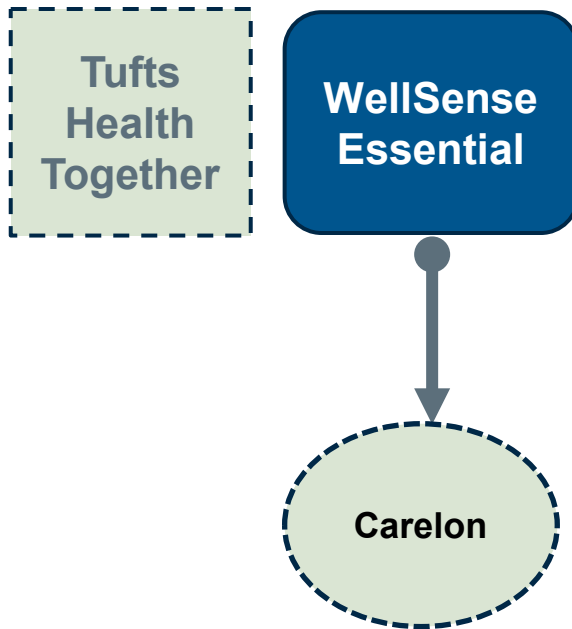 Tufts
Health
Together
WellSense
Essential
Carelon